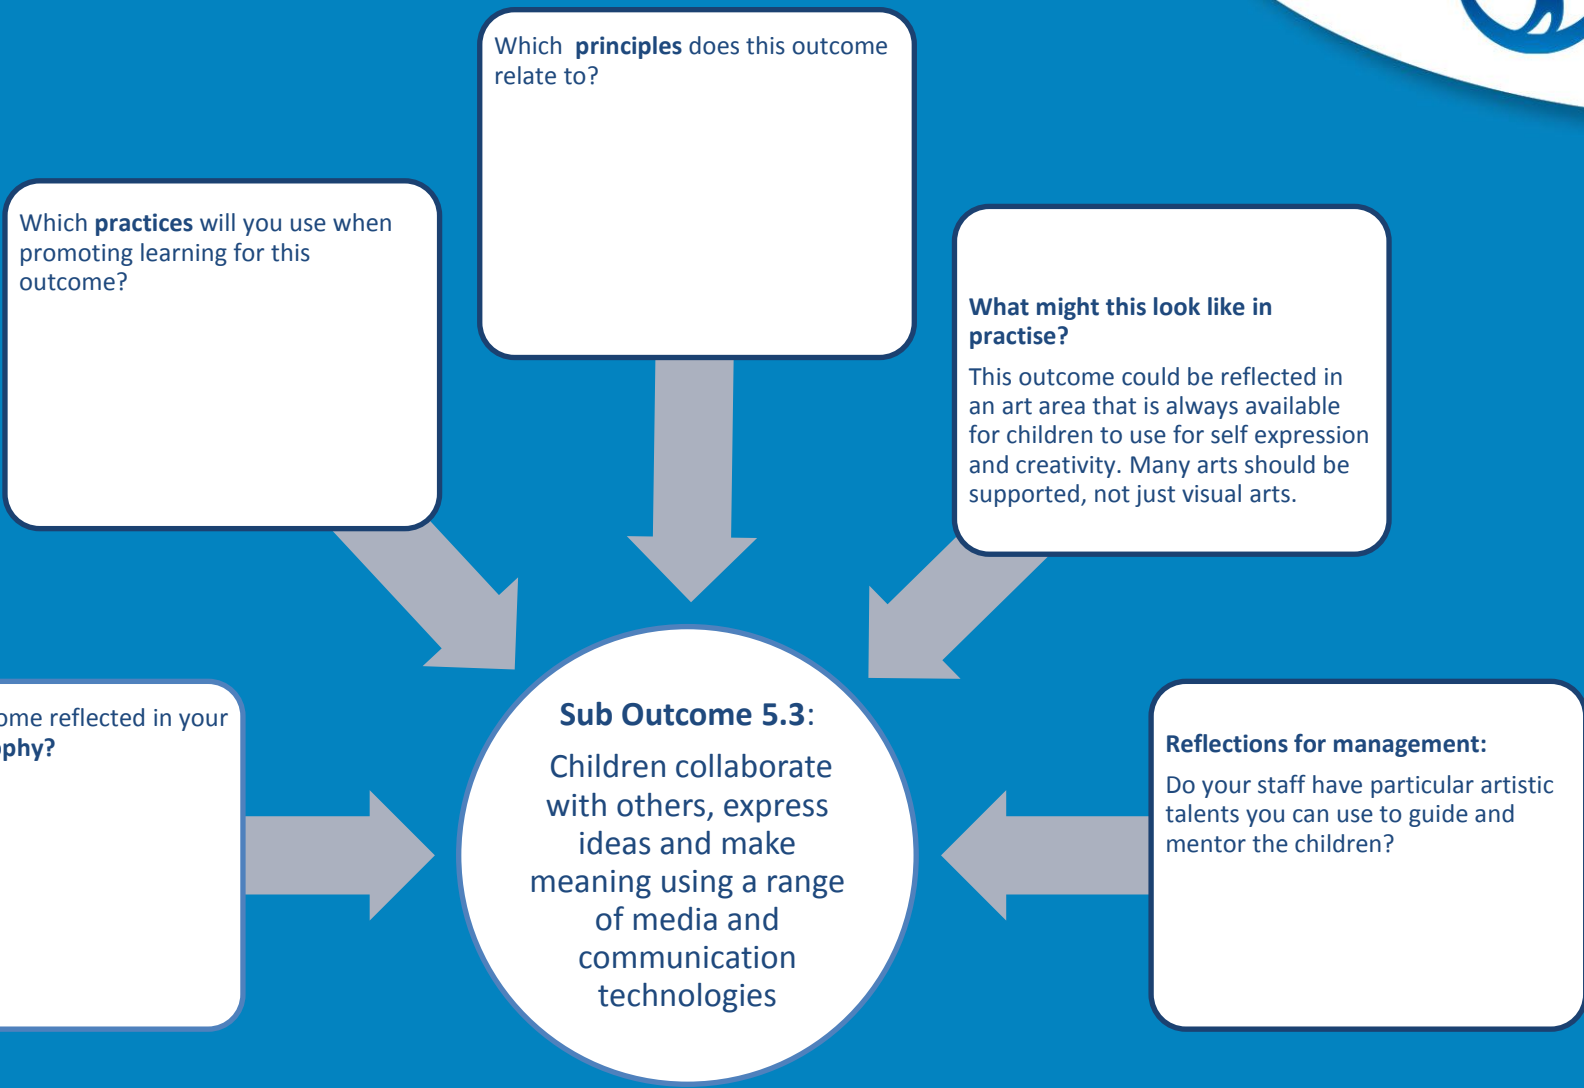 Which principles does this outcome
relate to?
Which practices will you use when
promoting learning for this
outcome?
What might this look like in
practise?
This outcome could be reflected in
an art area that is always available
for children to use for self expression
and creativity. Many arts should be
supported, not just visual arts.
reflected in your
Sub Outcome 5.3:
Children collaborate
with others, express
ideas and make
meaning using a range
of media and
communication
technologies
Reflections for management:
Do your staff have particular artistic
talents you can use to guide and
mentor the children?